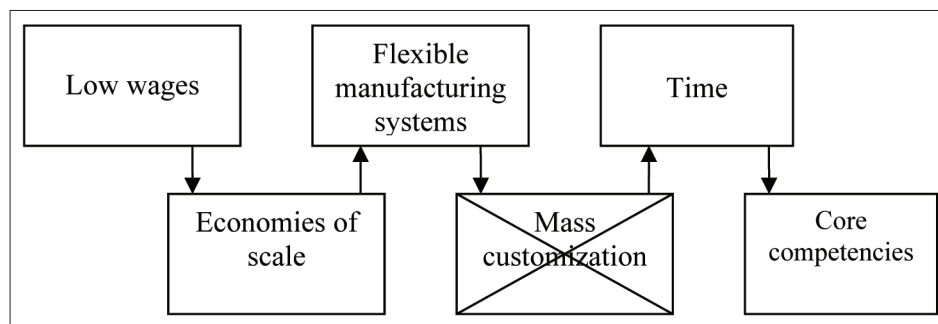 Low wages
Flexible
manufacturing
systems
Time
Economies of
scale
Mass
customization
Core
competencies